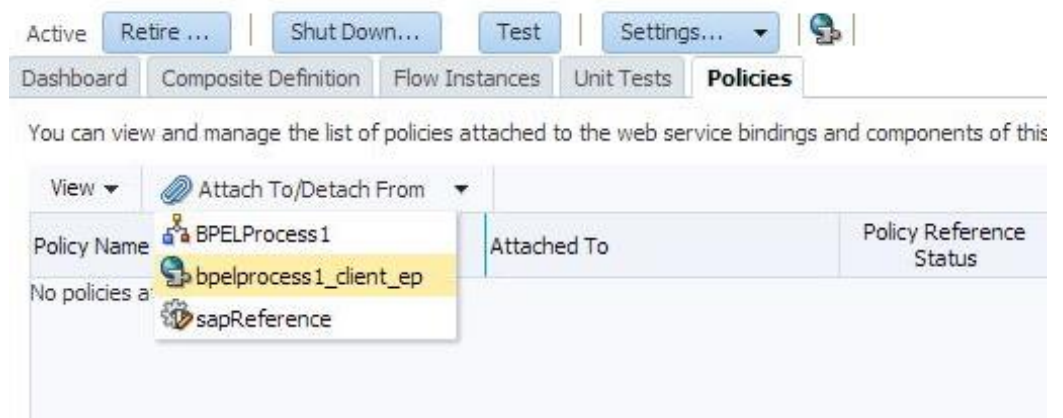 Active Retire ... Shut Down... Test Settings...
Dashboard Composite Definition Flow Instances Unit Tests Policies
You can view and manage the list of policies attached to the web service bindings and components of this
View Attach To/Detach From
Policy Name Attached To Policy Reference Status
BPELProcess1
bpelprocess1_client_ep
No policies a
sapReference